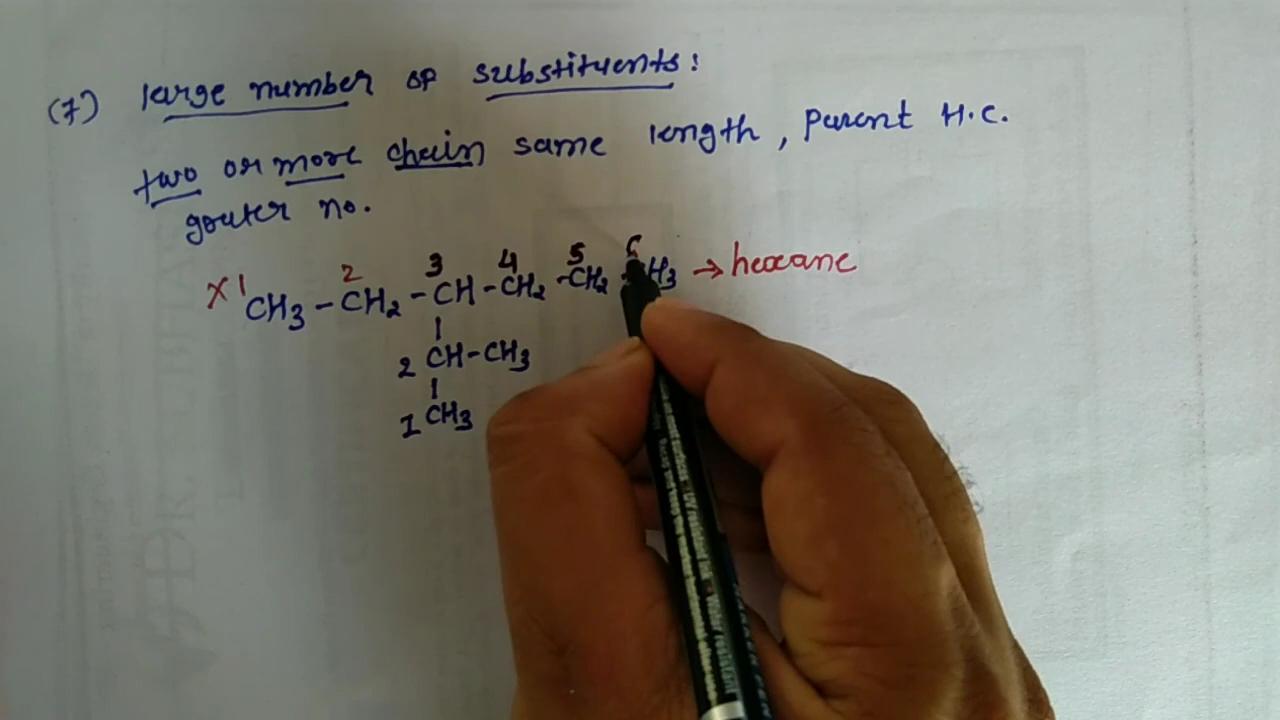 (7) large number of substituents:
two or more chain same length, parent H.C.
greater no.
X 1 2 3 4 5 6
CH3 - CH2 - CH - CH2 - CH2 - CH3 → hexane
2 CH - CH3
1 CH3